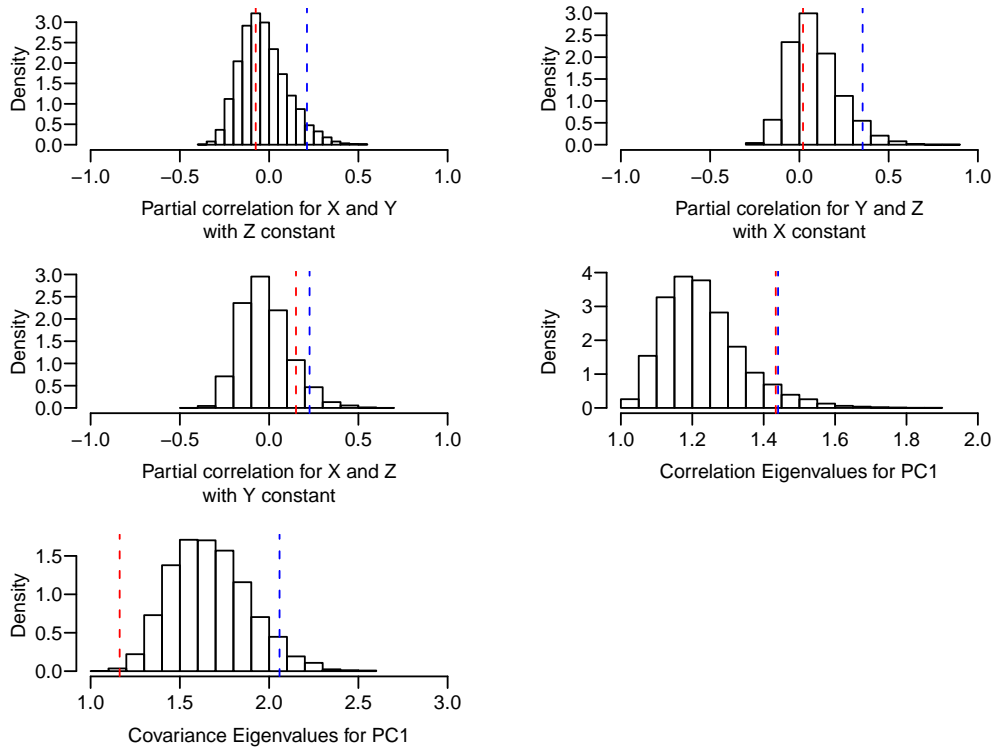 Density
3.0
2.5
2.0
1.5
1.0
0.5
0.0
−1.0 −0.5 0.0 0.5 1.0
Partial correlation for X and Y
with Z constant
Density
3.0
2.5
2.0
1.5
1.0
0.5
0.0
−1.0 −0.5 0.0 0.5 1.0
Partial corelation for Y and Z
with X constant
Density
3.0
2.5
2.0
1.5
1.0
0.5
0.0
−1.0 −0.5 0.0 0.5 1.0
Partial correlation for X and Z
with Y constant
Density
4
3
2
1
0
1.0 1.2 1.4 1.6 1.8 2.0
Correlation Eigenvalues for PC1
Density
1.5
1.0
0.5
0.0
1.0 1.5 2.0 2.5 3.0
Covariance Eigenvalues for PC1